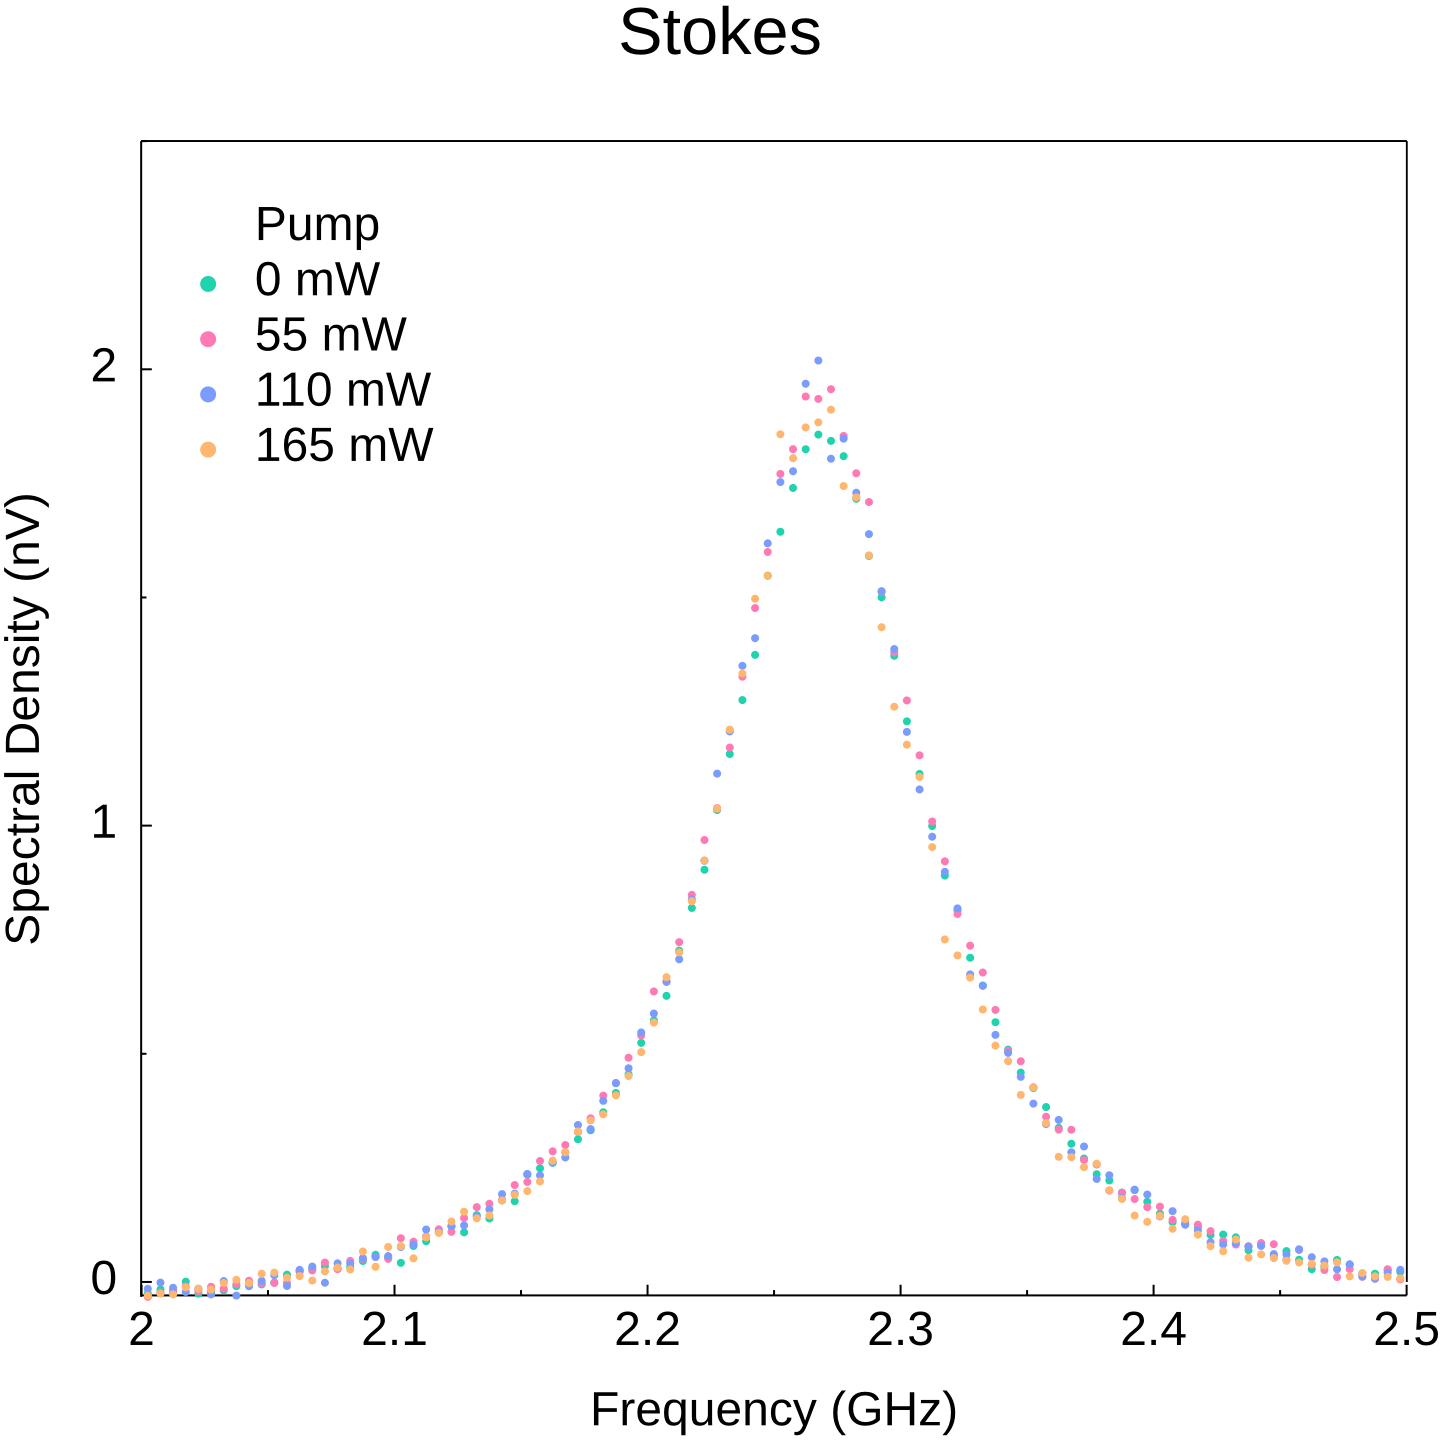 Stokes
Pump
0 mW
55 mW
110 mW
165 mW
Spectral Density (nV)
2
1
0
2
2.1
2.2
2.3
2.4
2.5
Frequency (GHz)